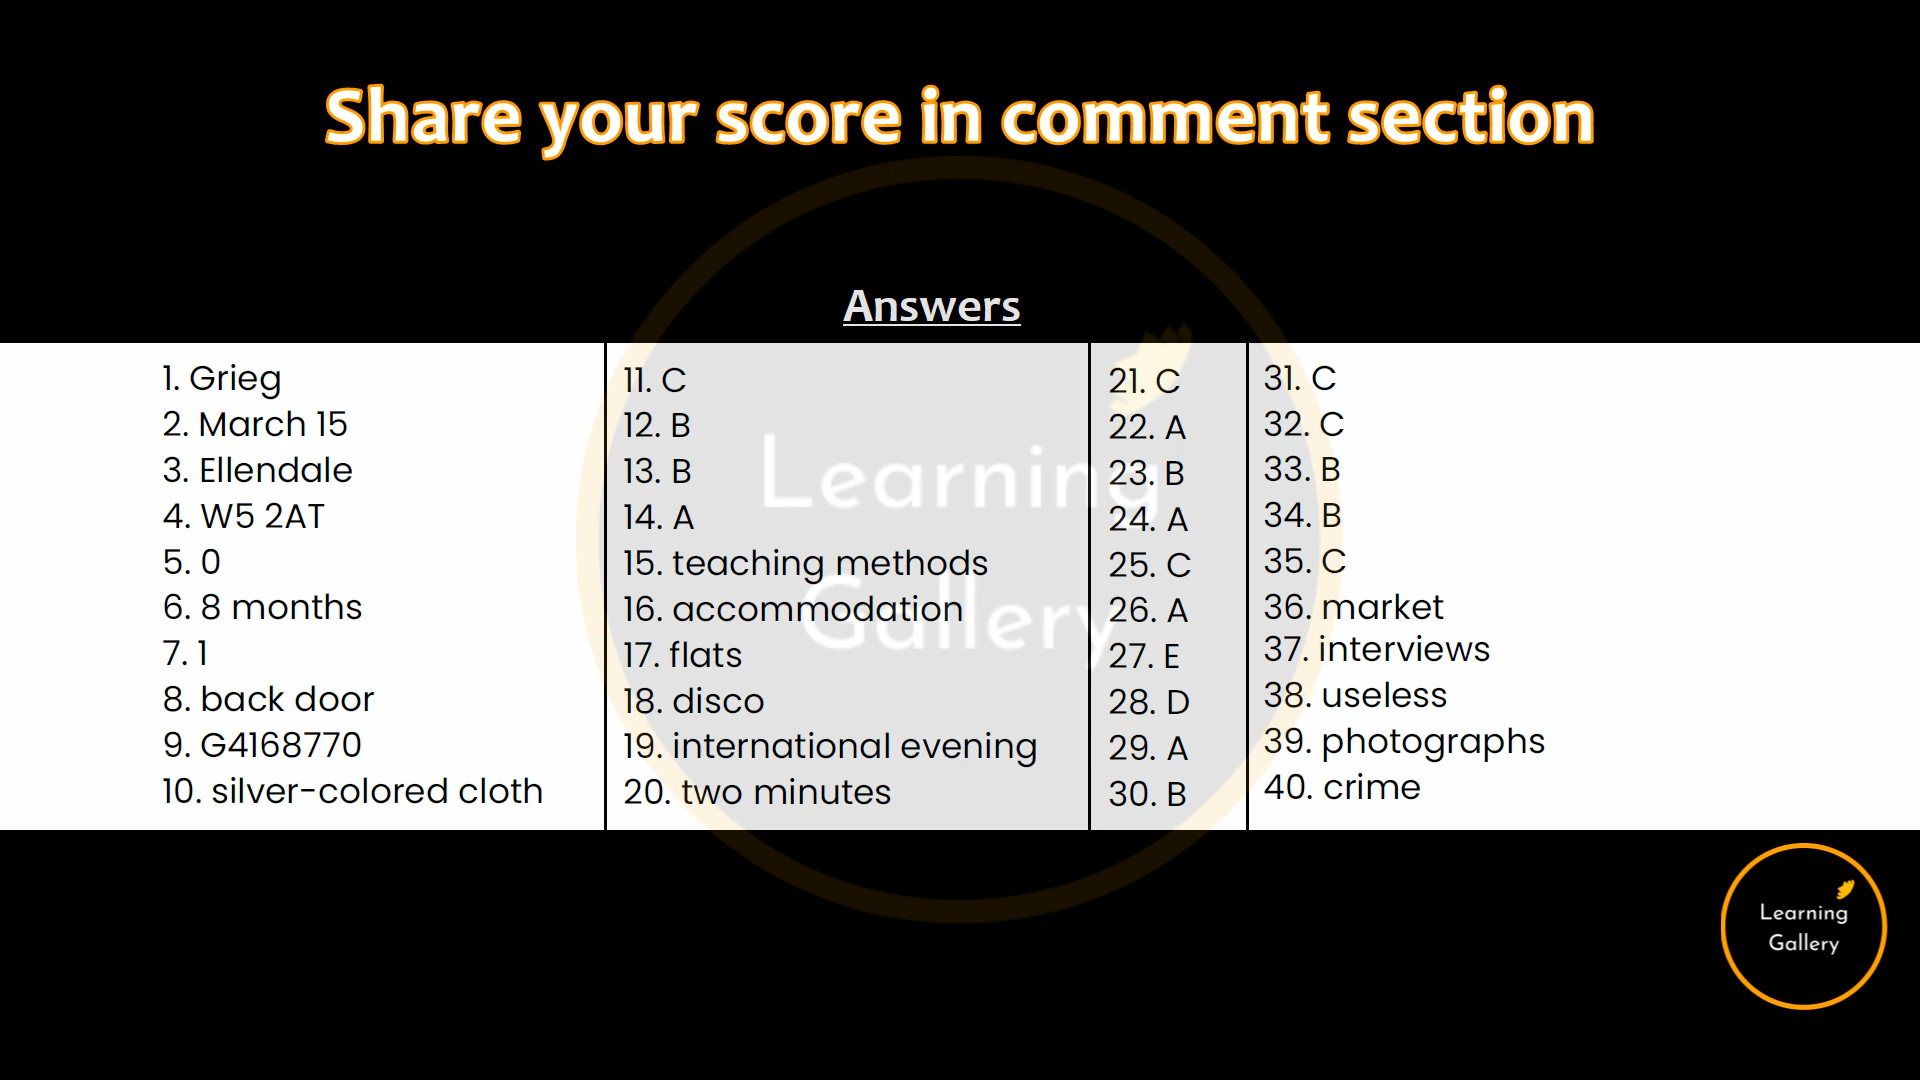 Share your score in comment section
Answers
1. Grieg
2. March 15
3. Ellendale
4. W5 2AT
5. 0
6. 8 months
7. 1
8. back door
9. G4168770
10. silver-colored cloth
11. C
12. B
13. B
14. A
15. teaching methods
16. accommodation
17. flats
18. disco
19. international evening
20. two minutes
21. C
22. A
23. B
24. A
25. C
26. A
27. E
28. D
29. A
30. B
31. C
32. C
33. B
34. B
35. C
36. market
37. interviews
38. useless
39. photographs
40. crime
Learning
Gallery
Learning
Gallery